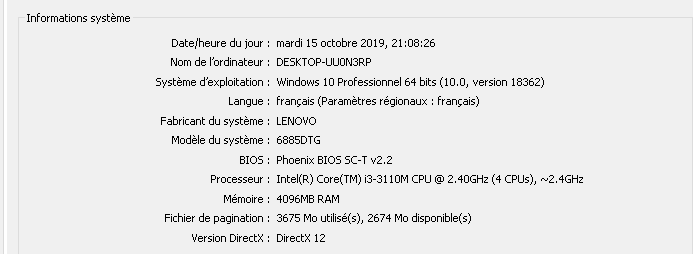 Informations système
Date/heure du jour : mardi 15 octobre 2019, 21:08:26
Nom de l'ordinateur : DESKTOP-UU0N3RP
Système d'exploitation : Windows 10 Professionnel 64 bits (10.0, version 18362)
Langue : français (Paramètres régionaux : français)
Fabricant du système : LENOVO
Modèle du système : 6885DTG
BIOS : Phoenix BIOS SC-T v2.2
Processeur : Intel(R) Core(TM) i3-3110M CPU @ 2.40GHz (4 CPUs), ~2.4GHz
Mémoire : 4096MB RAM
Fichier de pagination : 3675 Mo utilisé(s), 2674 Mo disponible(s)
Version DirectX : DirectX 12